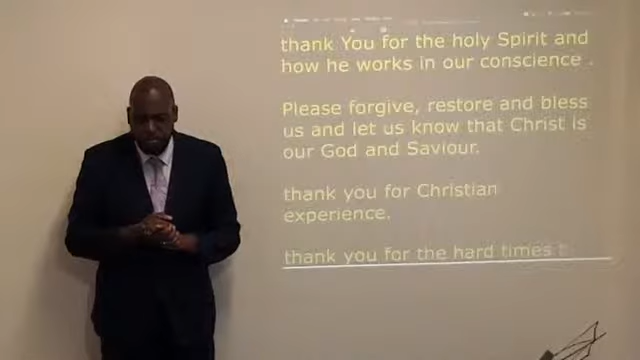 thank You for the holy Spirit and
how he works in our conscience .
Please forgive, restore and bless
us and let us know that Christ is
our God and Saviour.
thank you for Christian
experience.
thank you for the hard times